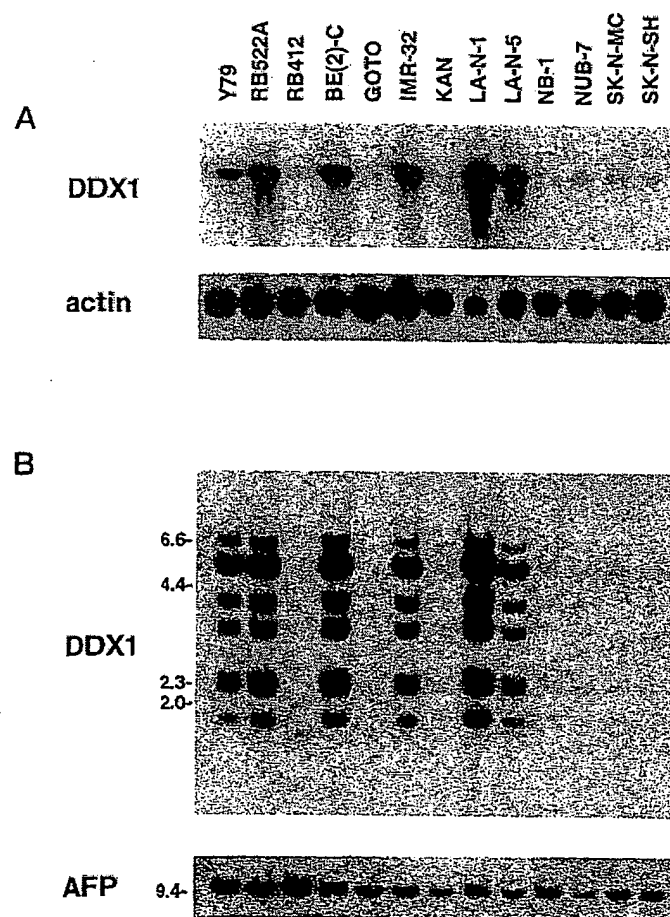 Y79 RB522A RB412 BE(2)-C GOTO IMR-32 KAN LA-N-1 LA-N-5 NB-1 NUB-7 SK-N-MC SK-N-SH
A
DDX1
actin
B
6.6-
4.4-
DDX1
2.3-
2.0-
AFP 9.4-